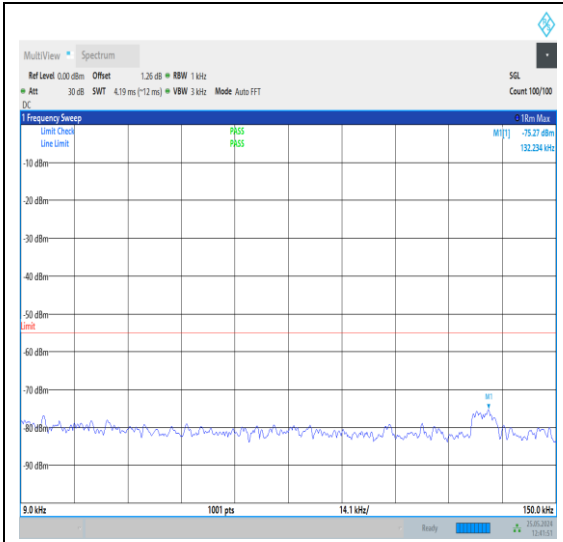 MultiView Spectrum
Ref Level 0.00 dBm Offset 1.26 dB RBW 1 kHz SGL
Att 30 dB SWT 4.19 ms (~12 ms) VBW 3 kHz Mode Auto FFT Count 100/100
DC
1 Frequency Sweep 1Rm Max
Limit Check PASS M1[1] -75.27 dBm
Line Limit PASS 132.234 kHz
-10 dBm
-20 dBm
-30 dBm
-40 dBm
-50 dBm
Limit
-60 dBm
-70 dBm
M1
-80 dBm
-90 dBm
9.0 kHz 1001 pts 14.1 kHz/ 150.0 kHz
Ready 25.05.2024
12:41:51